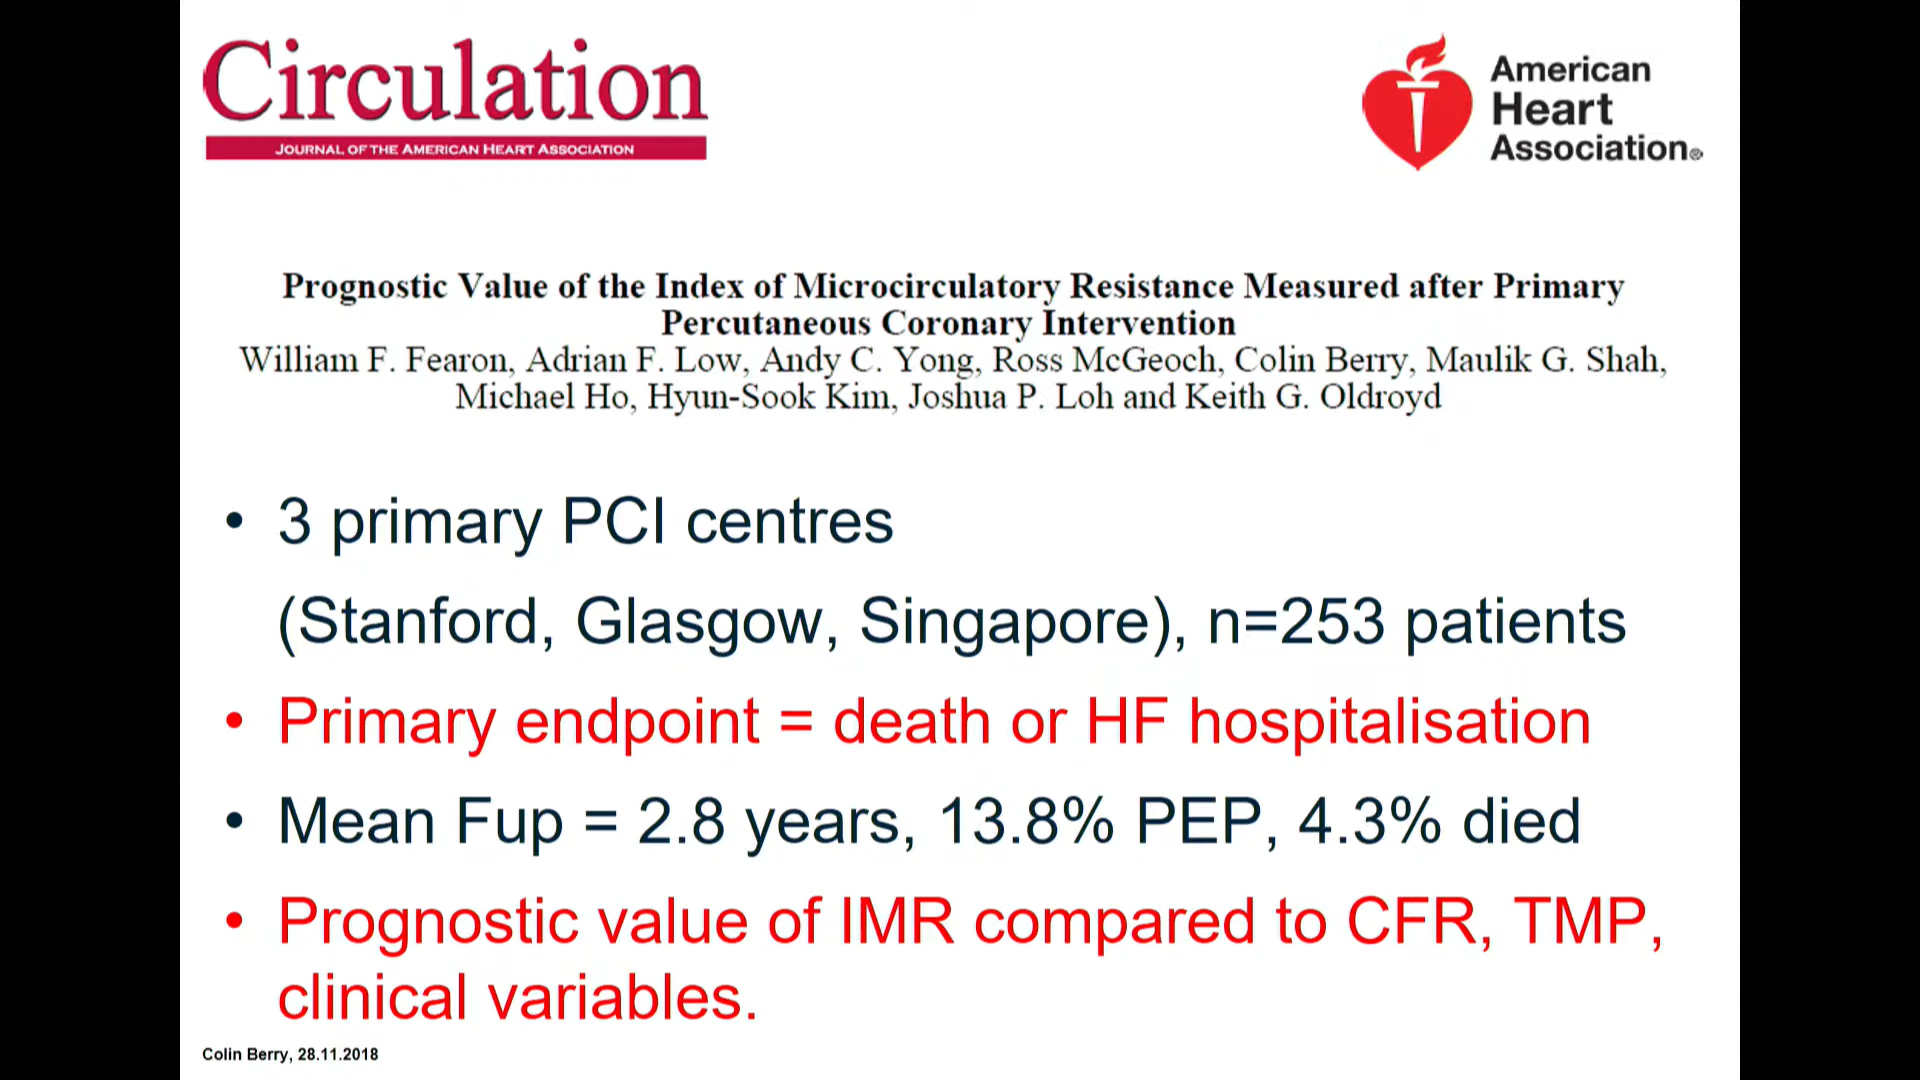 Circulation
JOURNAL OF THE AMERICAN HEART ASSOCIATION
American
Heart
Association®
Prognostic Value of the Index of Microcirculatory Resistance Measured after Primary
Percutaneous Coronary Intervention
William F. Fearon, Adrian F. Low, Andy C. Yong, Ross McGeoch, Colin Berry, Maulik G. Shah,
Michael Ho, Hyun-Sook Kim, Joshua P. Loh and Keith G. Oldroyd
• 3 primary PCI centres
(Stanford, Glasgow, Singapore), n=253 patients
• Primary endpoint = death or HF hospitalisation
• Mean Fup = 2.8 years, 13.8% PEP, 4.3% died
• Prognostic value of IMR compared to CFR, TMP,
clinical variables.
Colin Berry, 28.11.2018